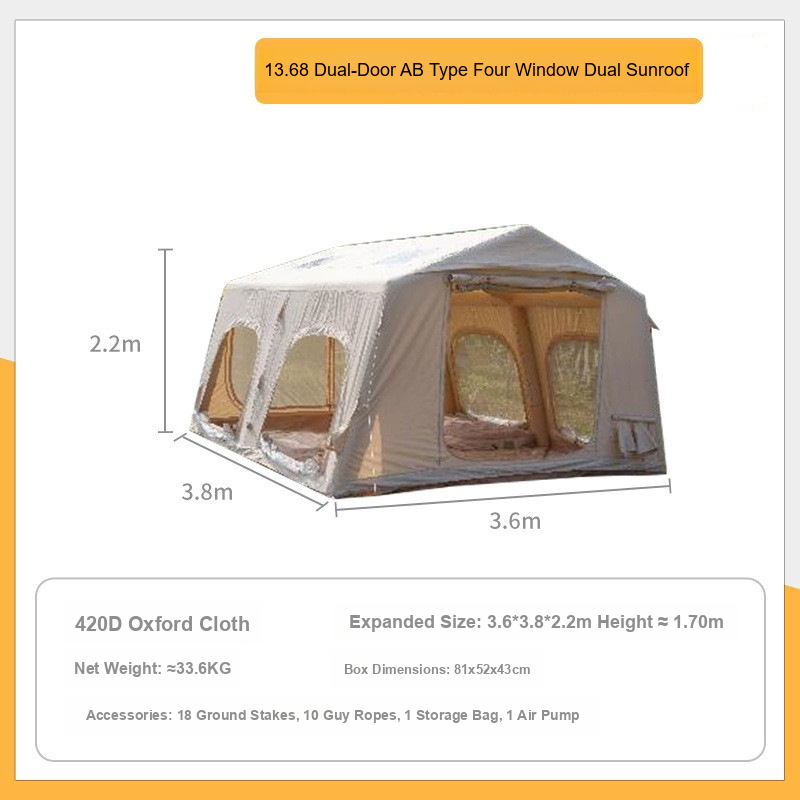 13.68 Dual-Door AB Type Four Window Dual Sunroof
2.2m
3.8m
3.6m
420D Oxford Cloth
Expanded Size: 3.6*3.8*2.2m Height ≈ 1.70m
Net Weight: ≈33.6KG
Box Dimensions: 81x52x43cm
Accessories: 18 Ground Stakes, 10 Guy Ropes, 1 Storage Bag, 1 Air Pump